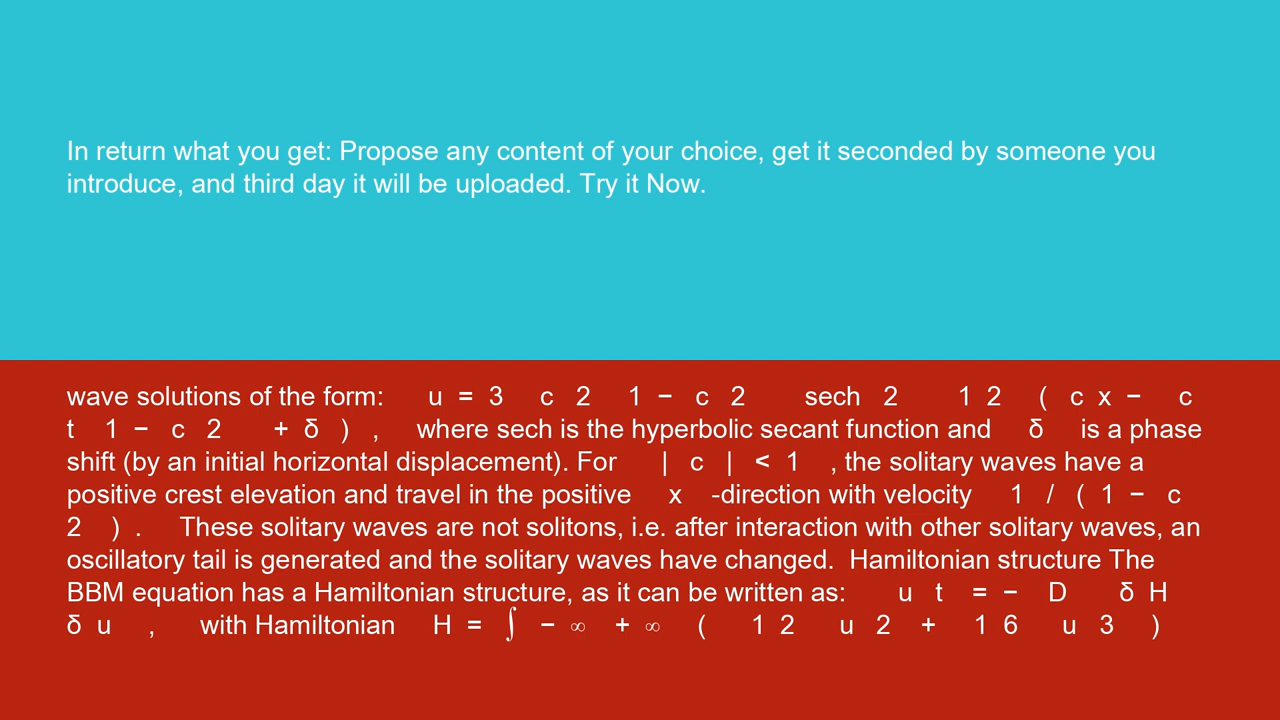 In return what you get: Propose any content of your choice, get it seconded by someone you
introduce, and third day it will be uploaded. Try it Now.
wave solutions of the form: u = 3 c 2 1 − c 2 sech 2 1 2 ( c x − c
t 1 − c 2 + δ ) , where sech is the hyperbolic secant function and δ is a phase
shift (by an initial horizontal displacement). For | c | < 1 , the solitary waves have a
positive crest elevation and travel in the positive x -direction with velocity 1 / ( 1 − c
2 ) . These solitary waves are not solitons, i.e. after interaction with other solitary waves, an
oscillatory tail is generated and the solitary waves have changed. Hamiltonian structure The
BBM equation has a Hamiltonian structure, as it can be written as: u t = − D δ H
δ u , with Hamiltonian H = ∫ − ∞ + ∞ ( 1 2 u 2 + 1 6 u 3 )